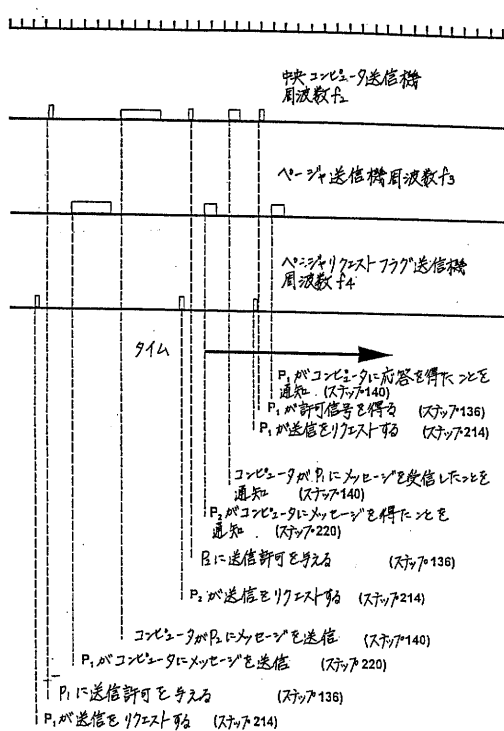 中央コンピュータ送信機
周波数f₂
ページャ送信機周波数f₃
ページャリクエストフラグ送信機
周波数f4
タイム
P₁がコンピュータに応答を得たことを
通知. (ステップ140)
P₁が許可信号を得る (ステップ136)
P₁が送信をリクエストする (ステップ214)
コンピュータがP₁にメッセージを受信したことを
通知 (ステップ140)
P₂がコンピュータにメッセージを得たことを
通知. (ステップ220)
P₂に送信許可を与える (ステップ136)
P₂が送信をリクエストする (ステップ214)
コンピュータがP₂にメッセージを送信 (ステップ140)
P₁がコンピュータにメッセージを送信 (ステップ220)
P₁に送信許可を与える (ステップ136)
P₁が送信をリクエストする (ステップ214)